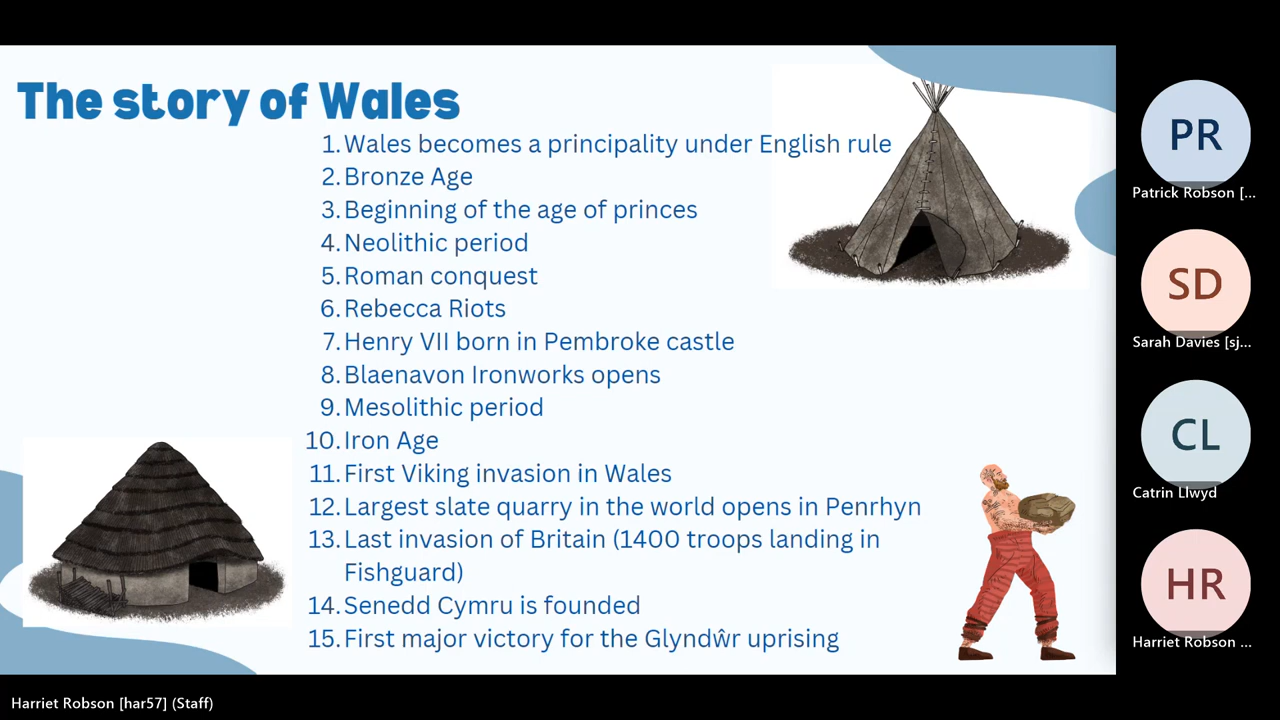 The story of Wales
1. Wales becomes a principality under English rule
2. Bronze Age
3. Beginning of the age of princes
4. Neolithic period
5. Roman conquest
6. Rebecca Riots
7. Henry VII born in Pembroke castle
8. Blaenavon Ironworks opens
9. Mesolithic period
10. Iron Age
11. First Viking invasion in Wales
12. Largest slate quarry in the world opens in Penrhyn
13. Last invasion of Britain (1400 troops landing in
Fishguard)
14. Senedd Cymru is founded
15. First major victory for the Glyndŵr uprising
PR
Patrick Robson [...
SD
Sarah Davies [sj...
CL
Catrin Llwyd
HR
Harriet Robson ...
Harriet Robson [har57] (Staff)